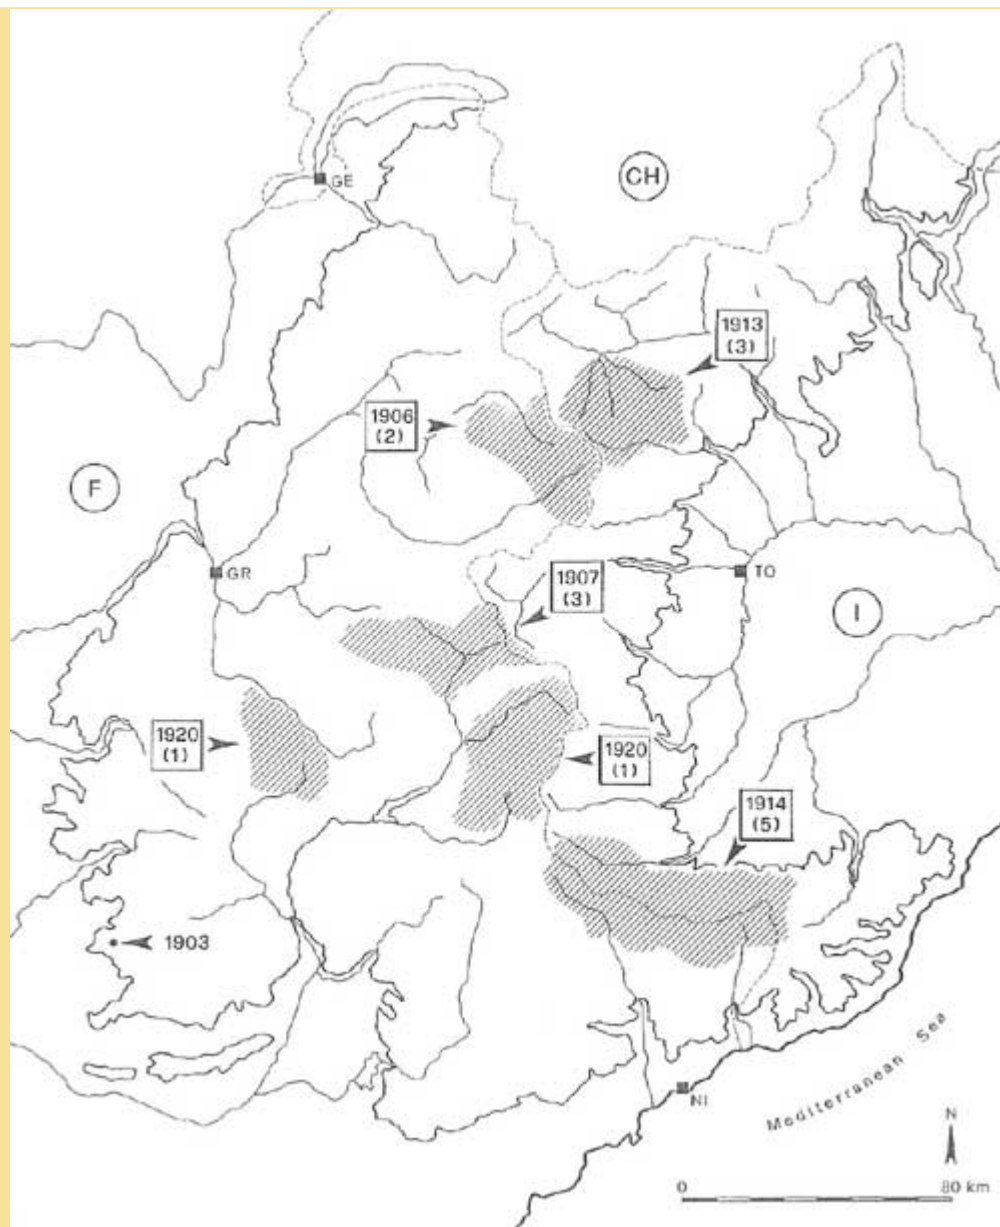 GE
CH
1913
(3)
1906
(2)
F
GR
1907
(3)
TO
I
1920
(1)
1920
(1)
1914
(5)
1903
Mediterranean Sea
NI
N
0
80 km